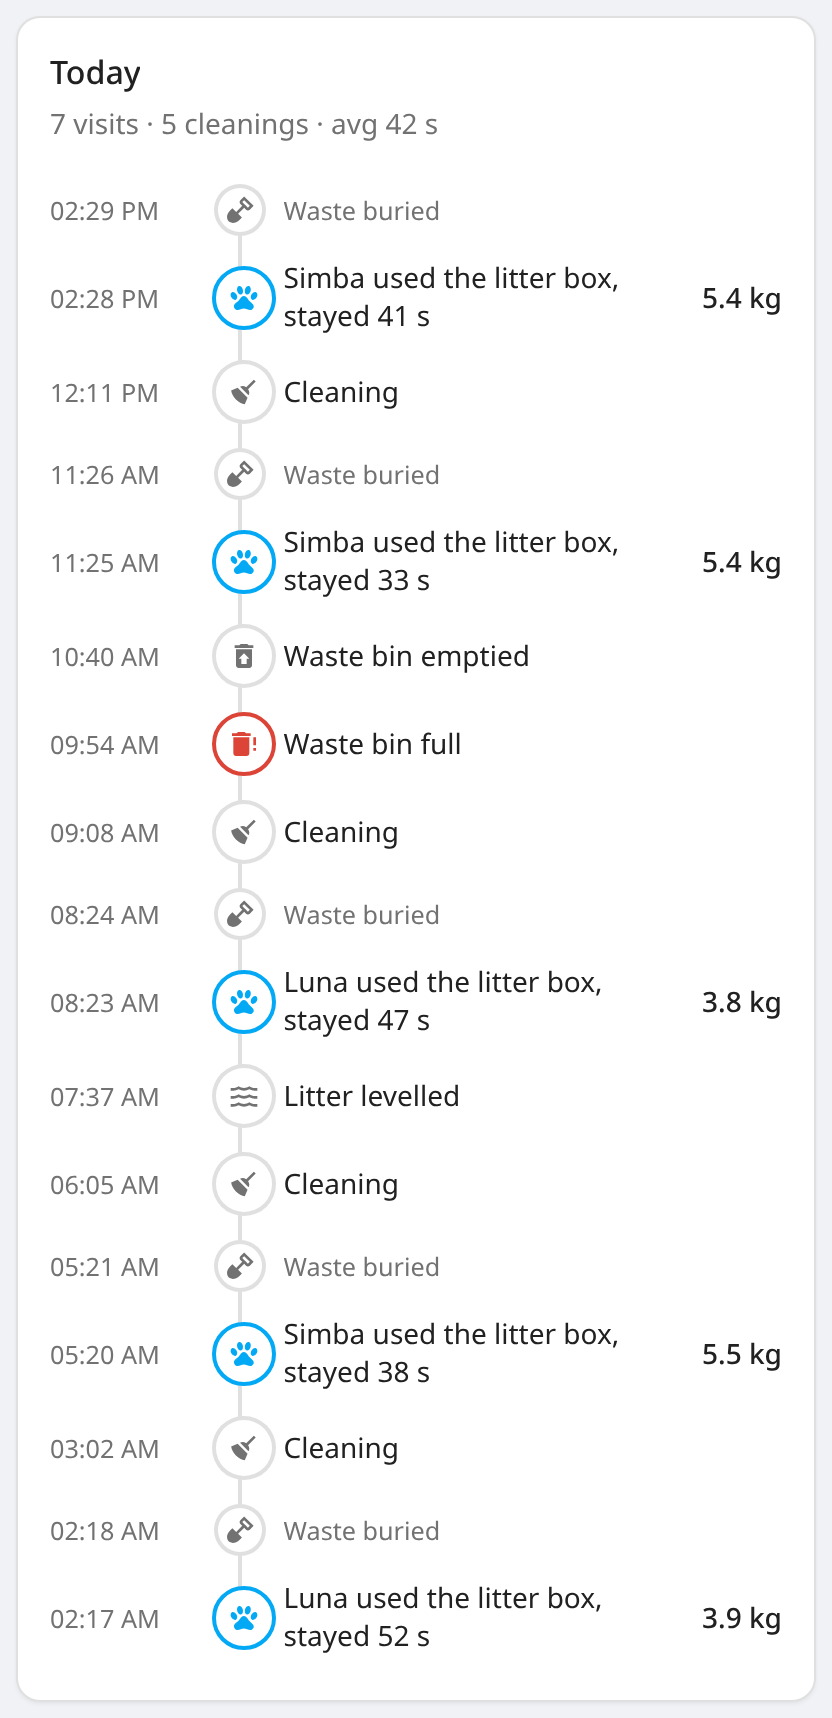 Today
7 visits · 5 cleanings · avg 42 s
02:29 PM Waste buried
02:28 PM Simba used the litter box,
stayed 41 s 5.4 kg
12:11 PM Cleaning
11:26 AM Waste buried
11:25 AM Simba used the litter box,
stayed 33 s 5.4 kg
10:40 AM Waste bin emptied
09:54 AM Waste bin full
09:08 AM Cleaning
08:24 AM Waste buried
08:23 AM Luna used the litter box,
stayed 47 s 3.8 kg
07:37 AM Litter levelled
06:05 AM Cleaning
05:21 AM Waste buried
05:20 AM Simba used the litter box,
stayed 38 s 5.5 kg
03:02 AM Cleaning
02:18 AM Waste buried
02:17 AM Luna used the litter box,
stayed 52 s 3.9 kg